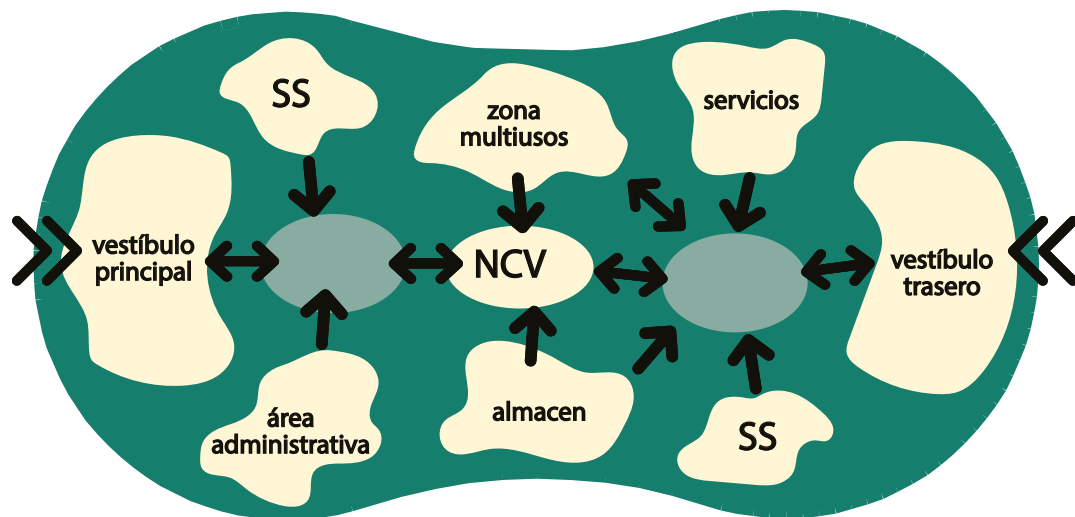 SS
zona
multiusos
servicios
vestíbulo
principal
NCV
vestíbulo
trasero
área
administrativa
almacen
SS